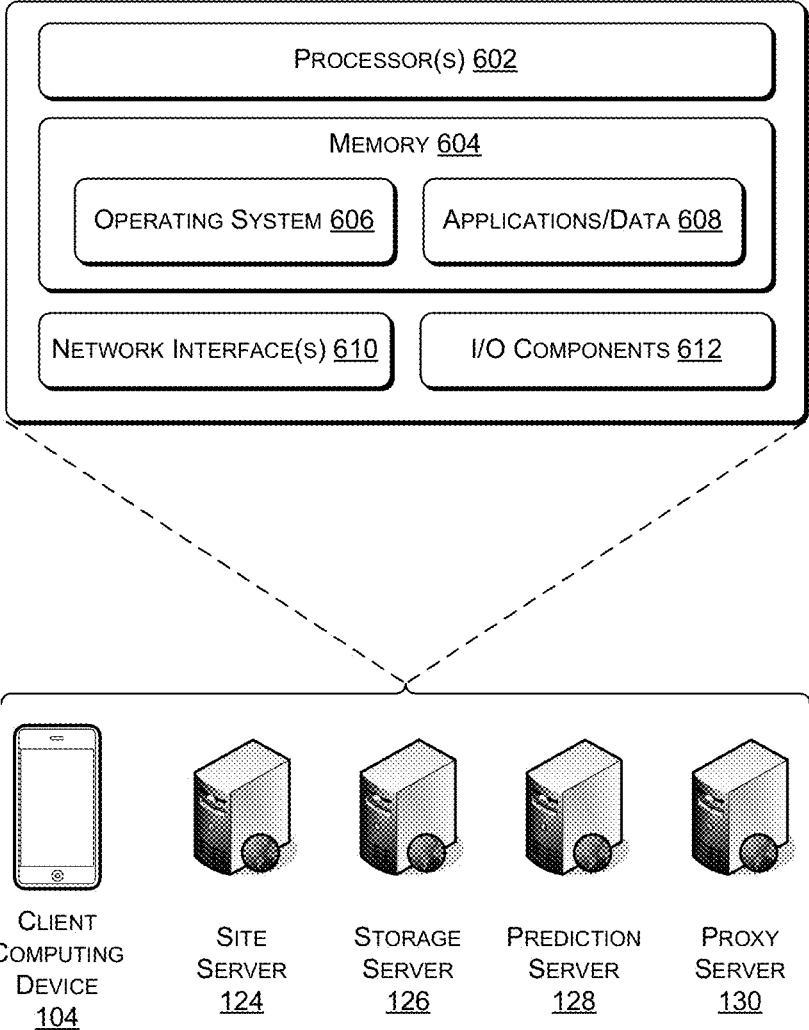 PROCESSOR(S) 602
MEMORY 604
OPERATING SYSTEM 606
APPLICATIONS/DATA 608
NETWORK INTERFACE(S) 610
I/O COMPONENTS 612
CLIENT
COMPUTING
DEVICE
104
SITE
SERVER
124
STORAGE
SERVER
126
PREDICTION
SERVER
128
PROXY
SERVER
130